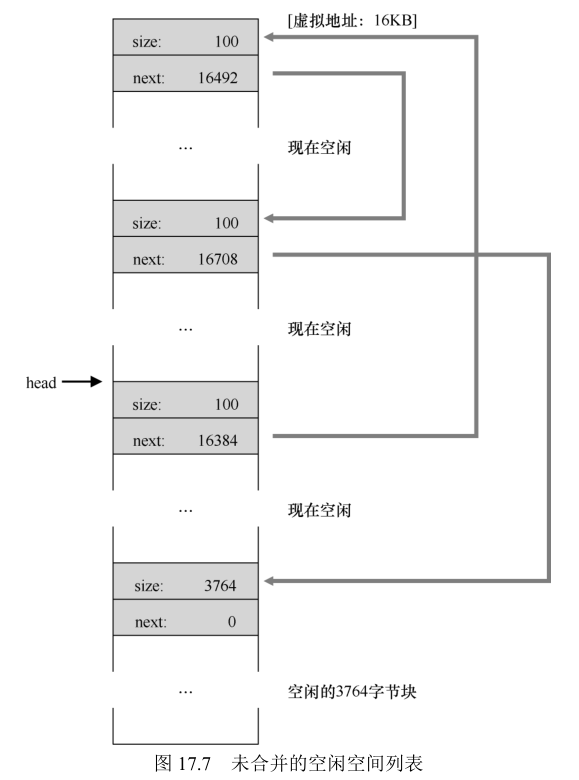 [虚拟地址：16KB]
size: 100
next: 16492
... 现在空闲
size: 100
next: 16708
... 现在空闲
head
size: 100
next: 16384
... 现在空闲
size: 3764
next: 0
... 空闲的3764字节块
图 17.7 未合并的空闲空间列表